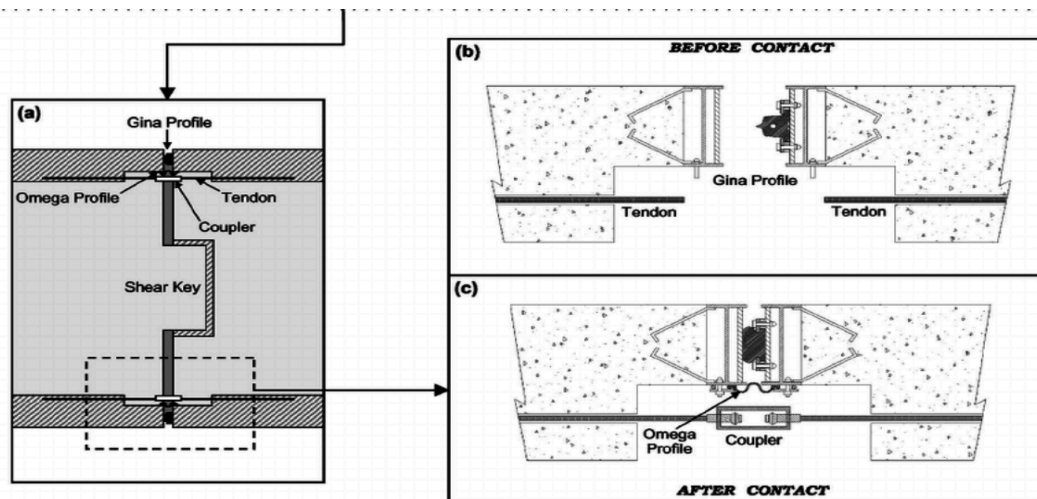 (a)
Gina Profile
Omega Profile
Tendon
Coupler
Shear Key
(b)
BEFORE CONTACT
Gina Profile
Tendon
Tendon
(c)
Omega
Profile
Coupler
AFTER CONTACT